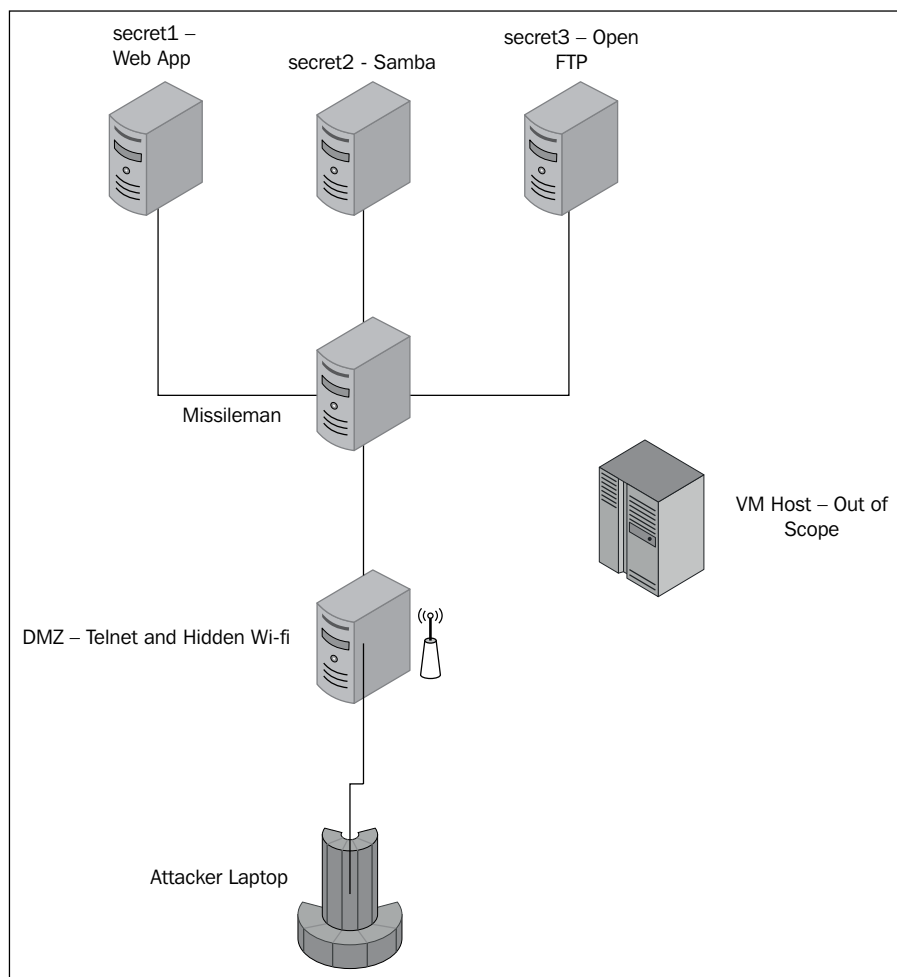 secret1 –
Web App
secret2 - Samba
secret3 – Open
FTP
Missileman
VM Host – Out of
Scope
DMZ – Telnet and Hidden Wi-fi
Attacker Laptop